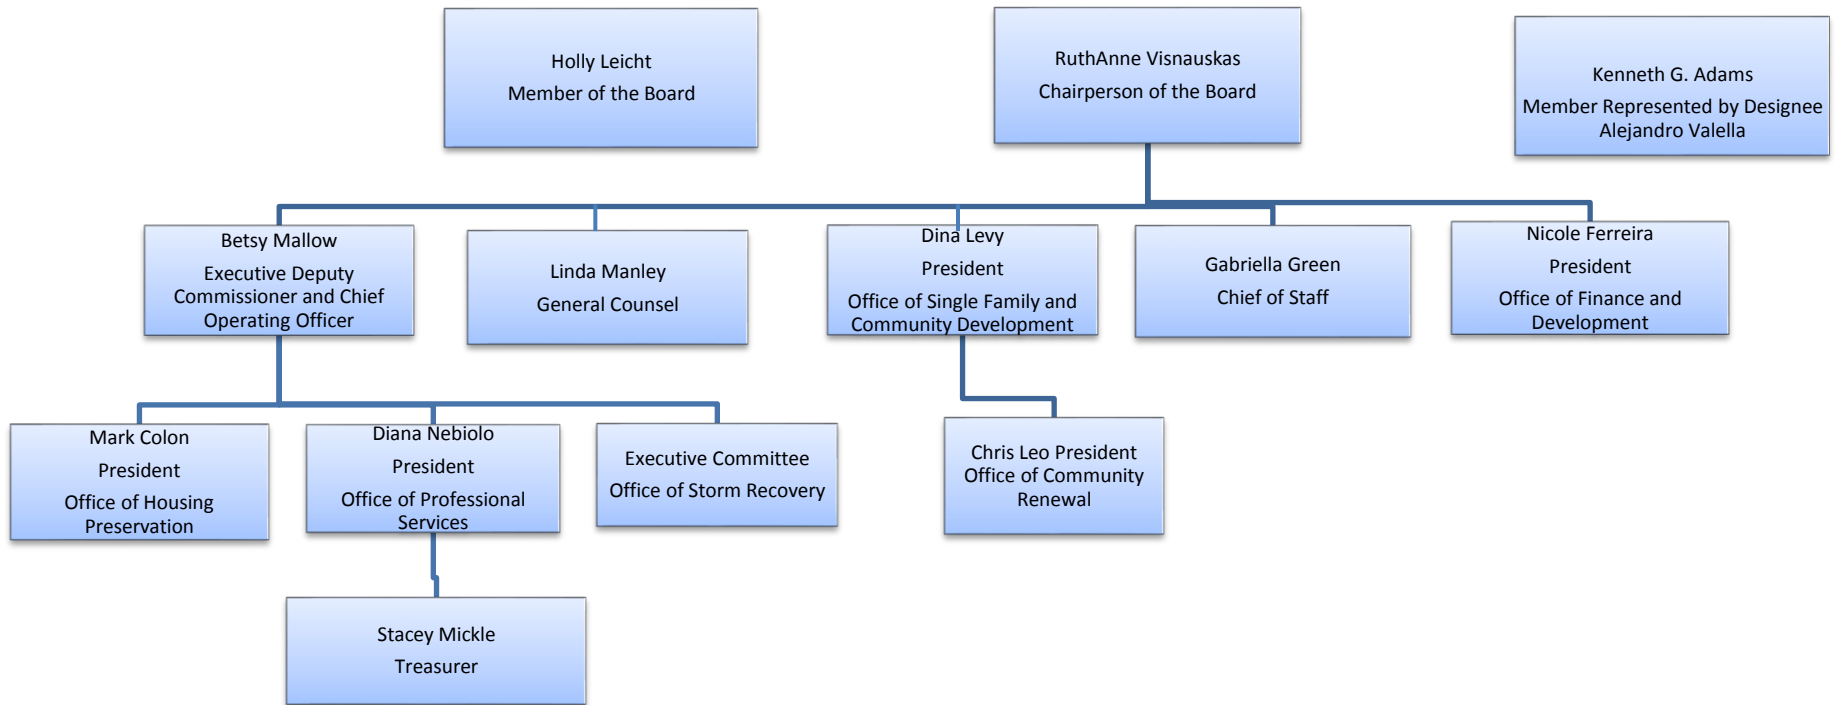 Holly Leicht
Member of the Board
RuthAnne Visnauskas
Chairperson of the Board
Kenneth G. Adams
Member Represented by Designee
Alejandro Valella
Betsy Mallow
Executive Deputy
Commissioner and Chief
Operating Officer
Linda Manley
General Counsel
Dina Levy
President
Office of Single Family and
Community Development
Gabriella Green
Chief of Staff
Nicole Ferreira
President
Office of Finance and
Development
Mark Colon
President
Office of Housing
Preservation
Diana Nebiolo
President
Office of Professional
Services
Executive Committee
Office of Storm Recovery
Chris Leo President
Office of Community
Renewal
Stacey Mickle
Treasurer